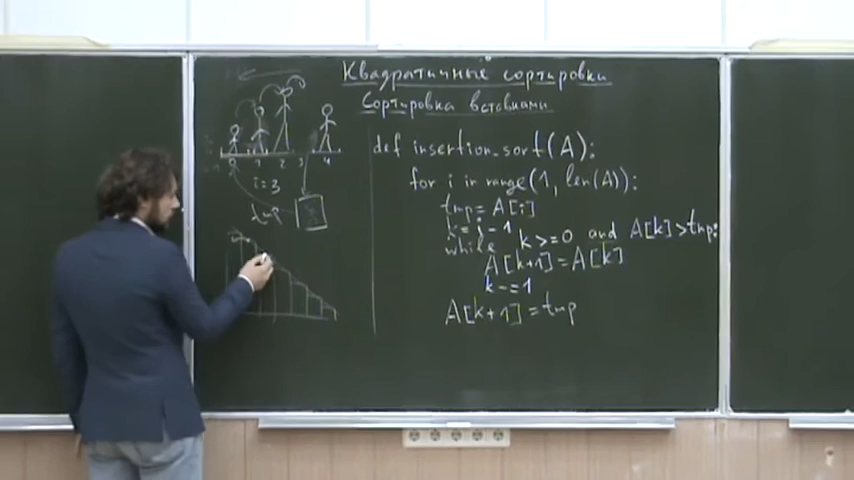 Квадратичные сортировки
Сортировка вставками
0 1 2 3 4
i=3
tmp
def insertion_sort(A):
for i in range(1, len(A)):
tmp = A[i]
k = i - 1
while k >= 0 and A[k] > tmp:
A[k+1] = A[k]
k -= 1
A[k+1] = tmp